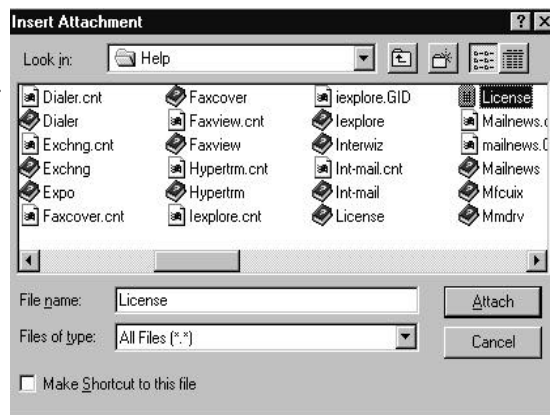 Insert Attachment
Look in: Help
Dialer.cnt Faxcover iexplore.GID License
Dialer Faxview.cnt Iexplore Mailnews.c
Exchng.cnt Faxview Interwiz mailnews.G
Exchng Hypertrm.cnt Int-mail.cnt Mailnews
Expo Hypertrm Int-mail Mfcuix
Faxcover.cnt Iexplore.cnt License Mmdrv
File name: License Attach
Files of type: All Files (*.*) Cancel
Make Shortcut to this file